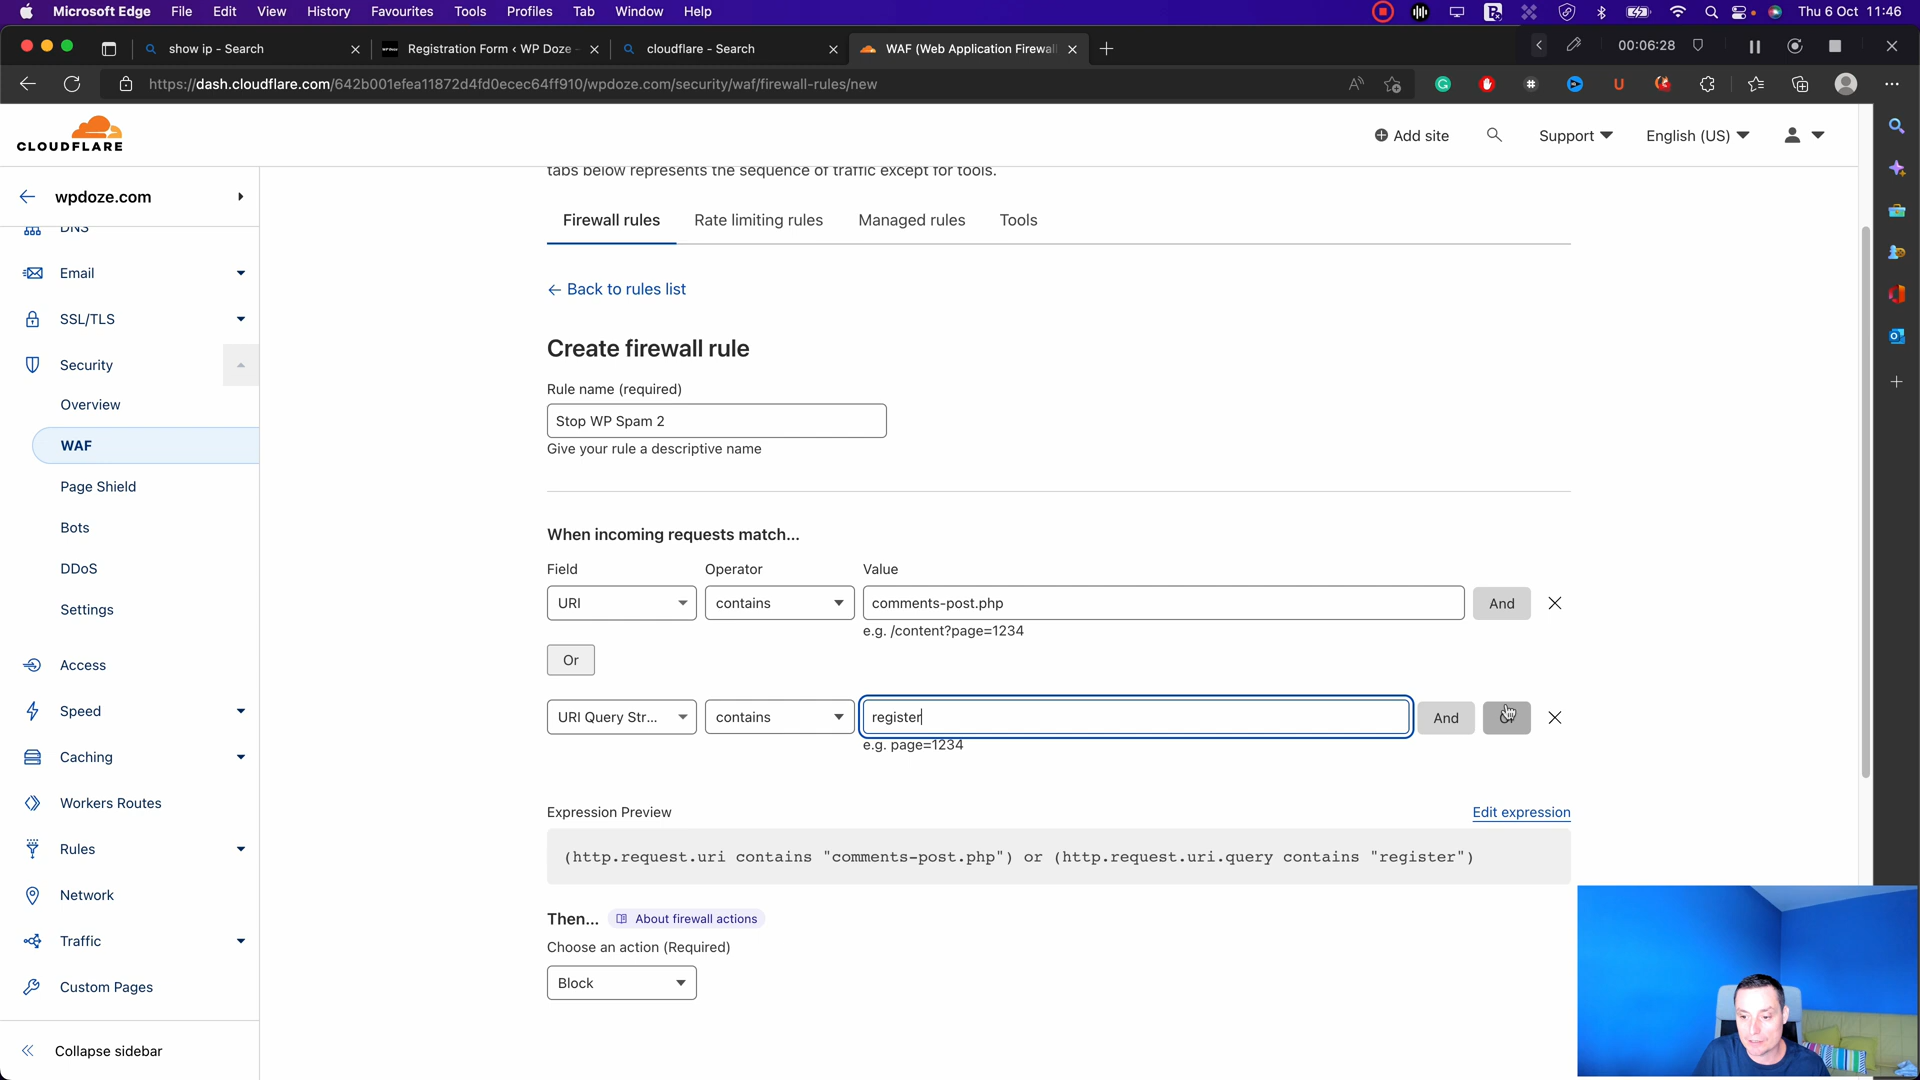 Microsoft Edge File Edit View History Favourites Tools Profiles Tab Window Help Thu 6 Oct 11:46
show ip - Search Registration Form ‹ WP Doze - cloudflare - Search WAF (Web Application Firewall 00:06:28
https://dash.cloudflare.com/642b001efea11872d4fd0ecec64ff910/wpdoze.com/security/waf/firewall-rules/new
CLOUDFLARE
Add site Support English (US)
wpdoze.com
DNS
Email
SSL/TLS
Security
Overview
WAF
Page Shield
Bots
DDoS
Settings
Access
Speed
Caching
Workers Routes
Rules
Network
Traffic
Custom Pages
Collapse sidebar
tabs below represents the sequence of traffic except for tools.
Firewall rules Rate limiting rules Managed rules Tools
Back to rules list
Create firewall rule
Rule name (required)
Stop WP Spam 2
Give your rule a descriptive name
When incoming requests match...
Field Operator Value
URI contains comments-post.php And
e.g. /content?page=1234
Or
URI Query Str... contains register And Or
e.g. page=1234
Expression Preview Edit expression
(http.request.uri contains "comments-post.php") or (http.request.uri.query contains "register")
Then... About firewall actions
Choose an action (Required)
Block